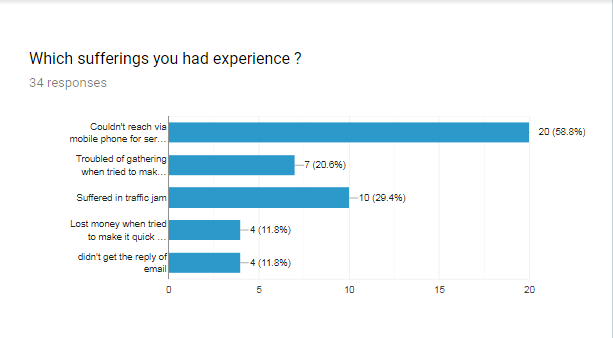 Which sufferings you had experience ?
34 responses
Couldn't reach via
mobile phone for ser...
20 (58.8%)
Troubled of gathering
when tried to mak...
7 (20.6%)
Suffered in traffic jam
10 (29.4%)
Lost money when tried
to make it quick ...
4 (11.8%)
didn't get the reply of
email
4 (11.8%)
0 5 10 15 20